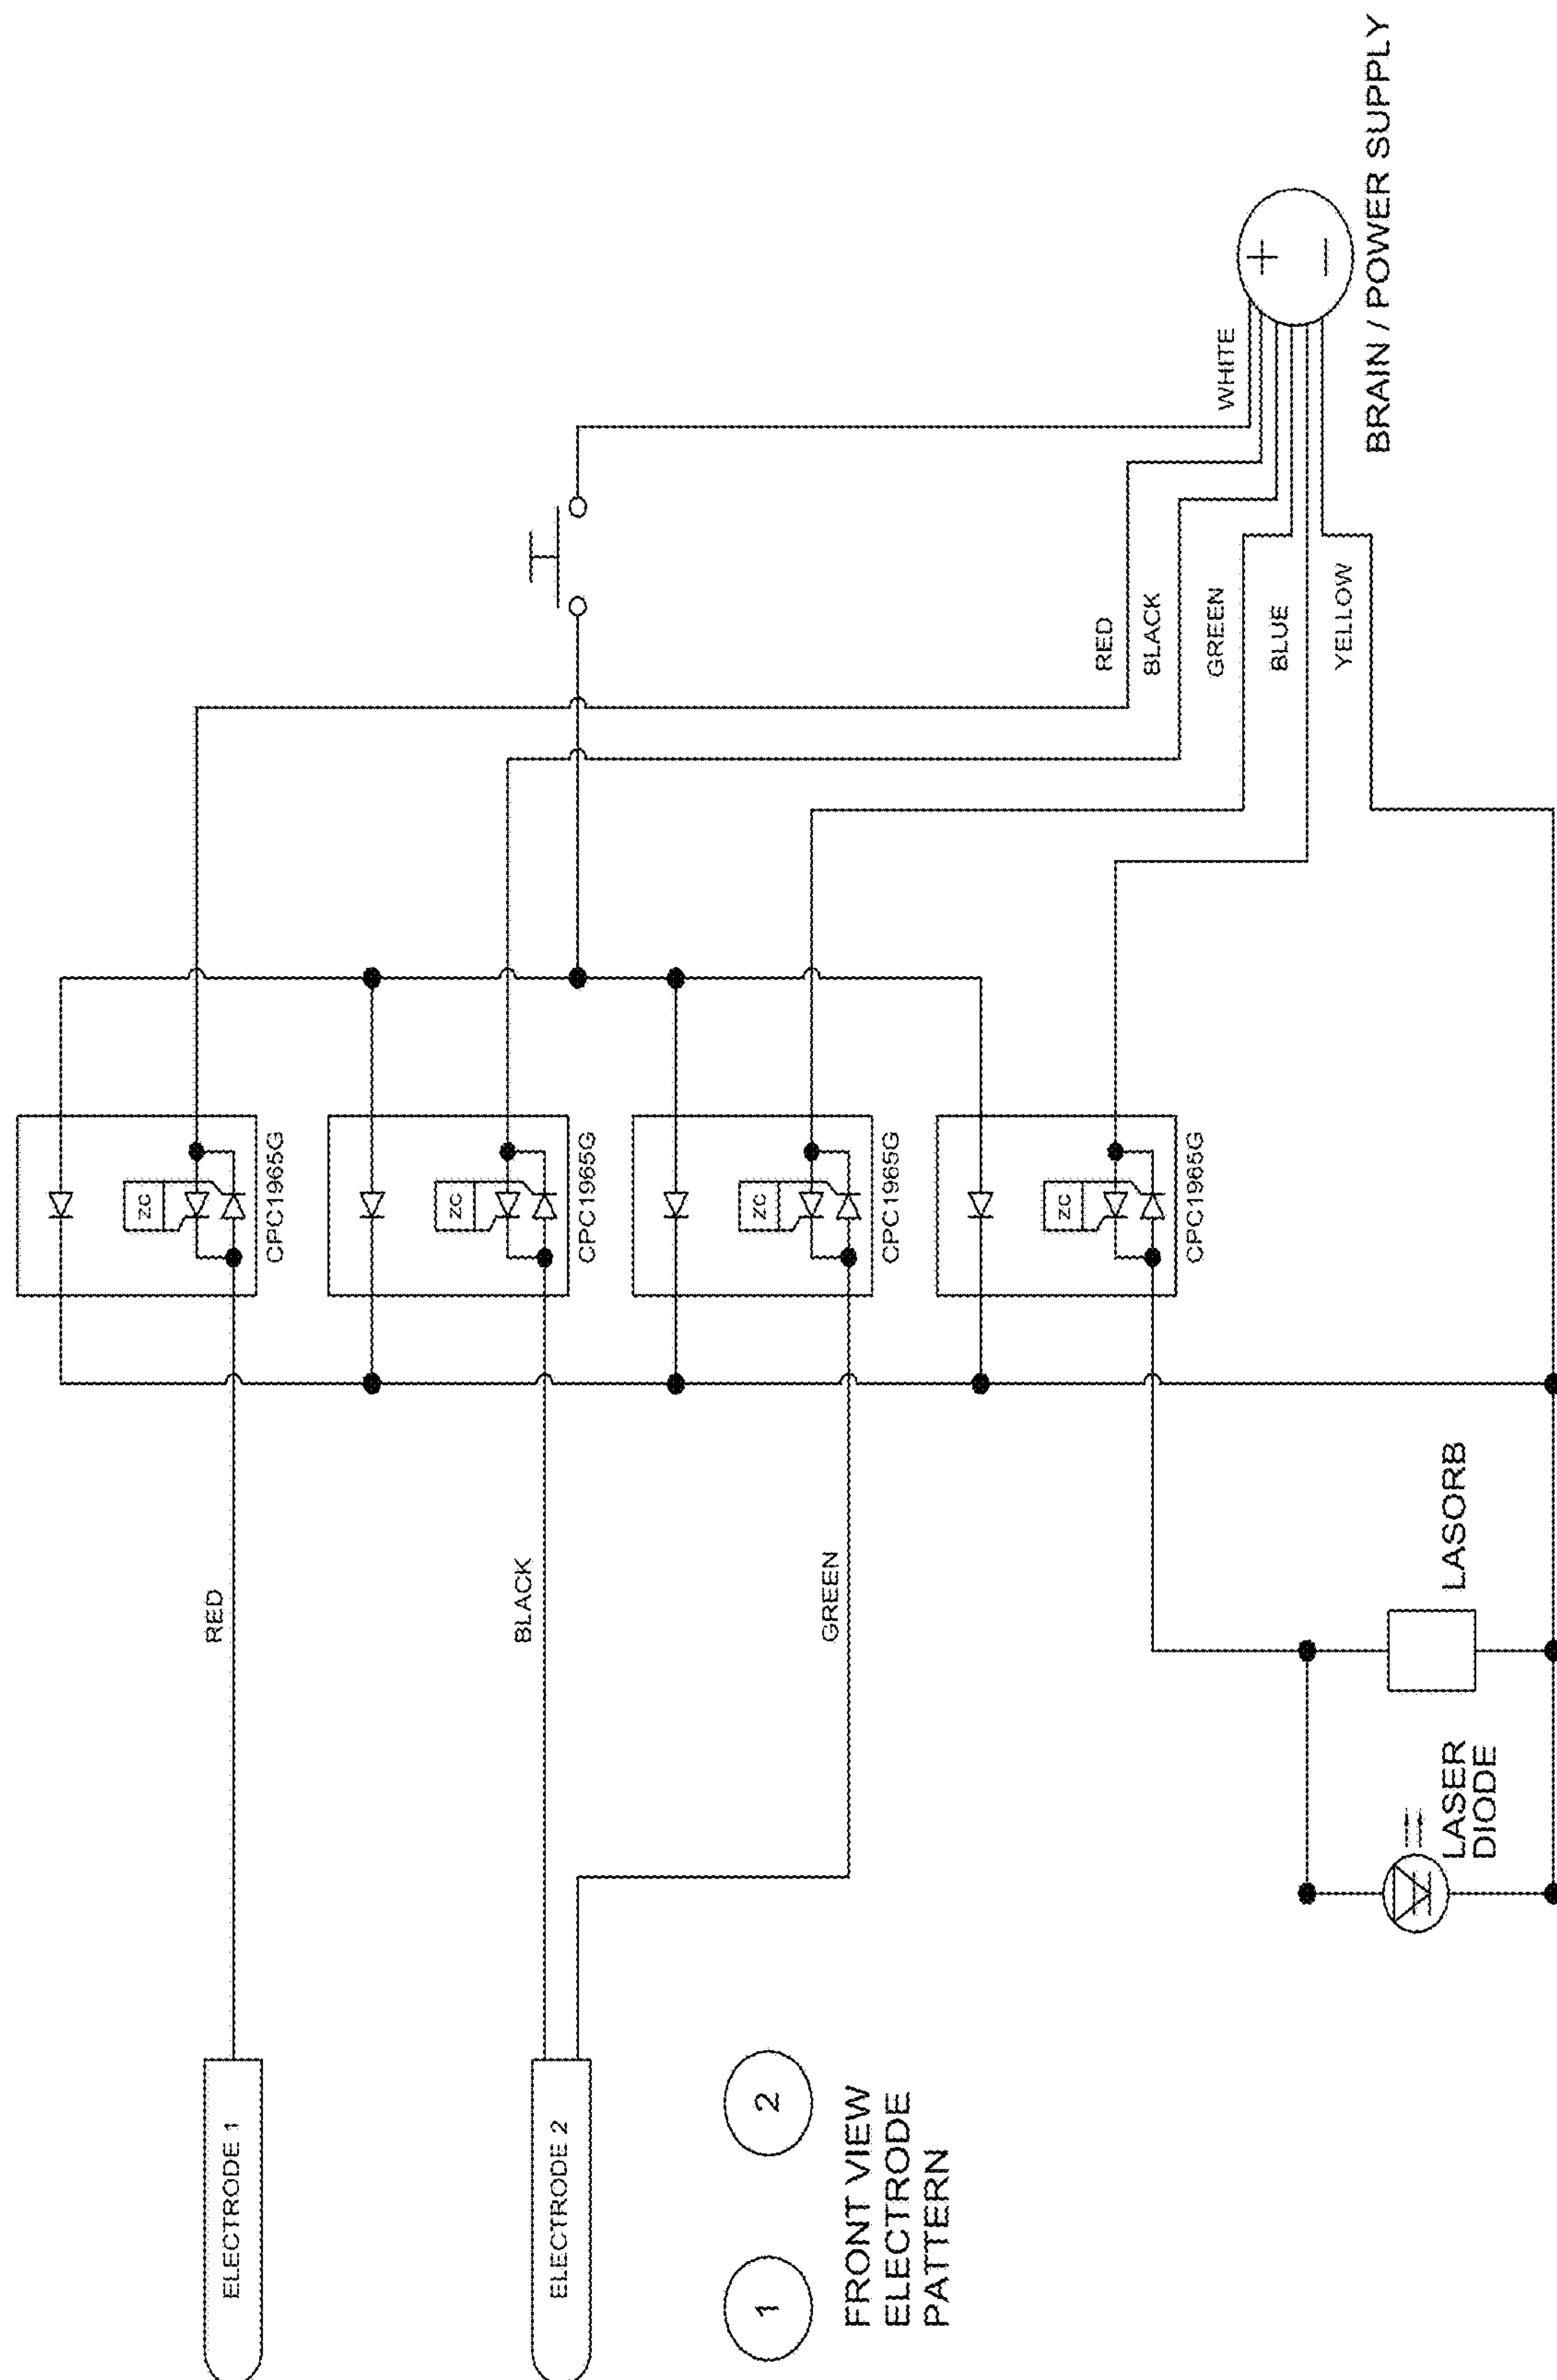 ELECTRODE 1
RED
ZC
CPC1965G
ELECTRODE 2
BLACK
ZC
CPC1965G
GREEN
ZC
CPC1965G
ZC
CPC1965G
1
2
FRONT VIEW
ELECTRODE
PATTERN
LASER
DIODE
LASORB
RED
BLACK
GREEN
BLUE
YELLOW
WHITE
+
−
BRAIN / POWER SUPPLY